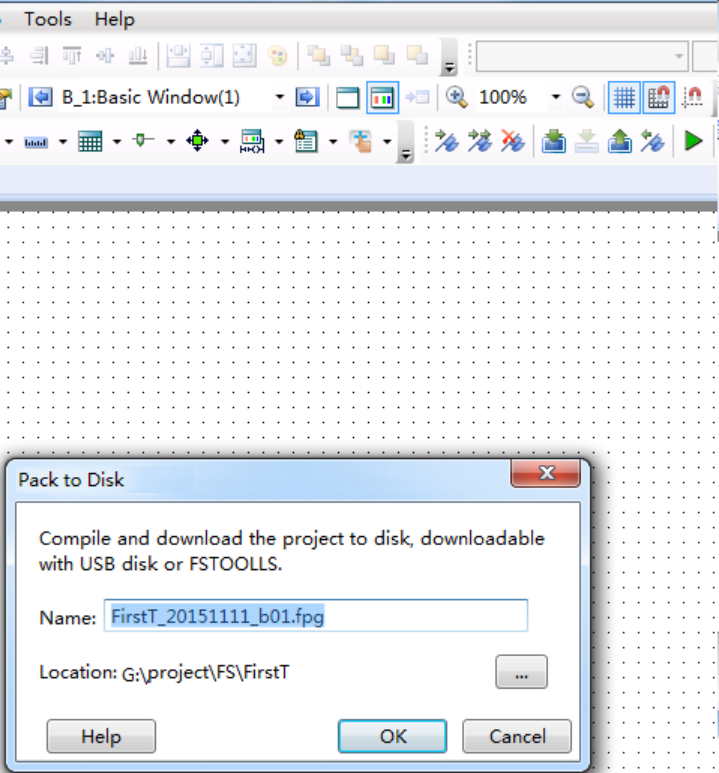 Tools Help
B_1:Basic Window(1) 100%
Pack to Disk
Compile and download the project to disk, downloadable
with USB disk or FSTOOLLS.
Name: FirstT_20151111_b01.fpg
Location: G:\project\FS\FirstT ...
Help OK Cancel